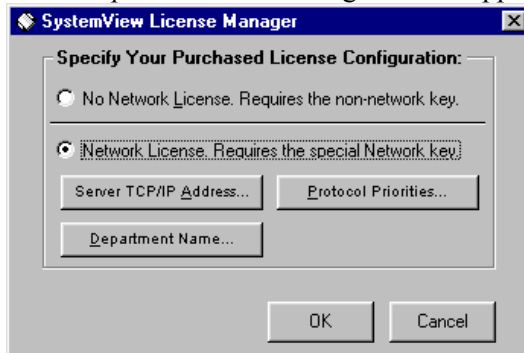 SystemView License Manager
Specify Your Purchased License Configuration:
No Network License. Requires the non-network key.
Network License. Requires the special Network key.
Server TCP/IP Address... Protocol Priorities...
Department Name...
OK Cancel